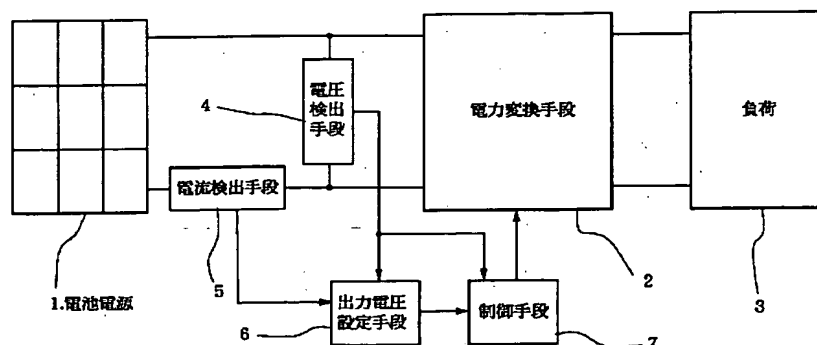 電圧
検出
手段
4
電力変換手段
負荷
電流検出手段
5
1.電池電源
出力電圧
設定手段
6
制御手段
7
2
3